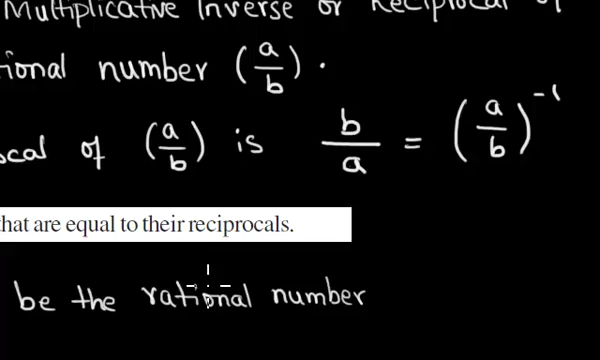 Multiplicative Inverse or Reciprocal of
ional number (a/b).
ocal of (a/b) is b/a = (a/b)^-1
that are equal to their reciprocals.
be the rational number